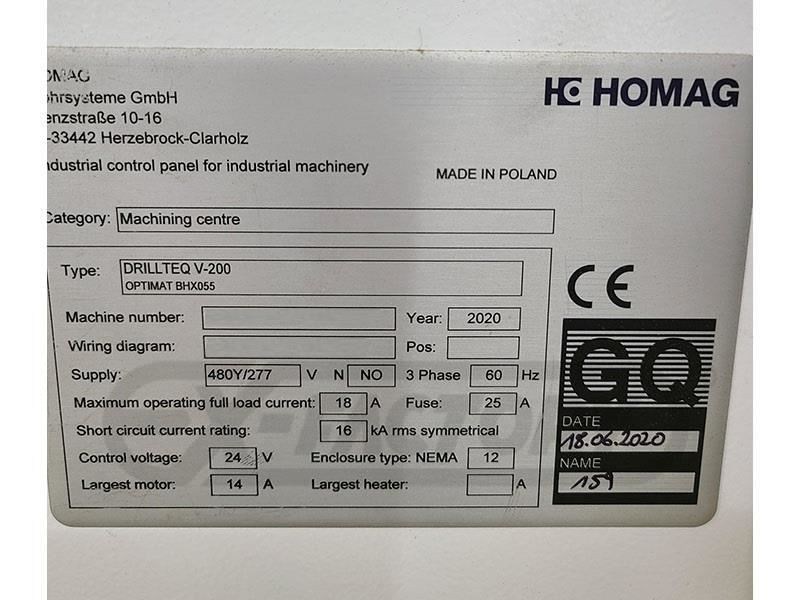 OMAG
ohrsysteme GmbH
enzstraße 10-16
-33442 Herzebrock-Clarholz
ndustrial control panel for industrial machinery
HOMAG
MADE IN POLAND
Category: Machining centre
Type: DRILLTEQ V-200
OPTIMAT BHX055
Machine number: Year: 2020
Wiring diagram: Pos:
Supply: 480Y/277 V N NO 3 Phase 60 Hz
Maximum operating full load current: 18 A Fuse: 25 A
Short circuit current rating: 16 kA rms symmetrical
Control voltage: 24 V Enclosure type: NEMA 12
Largest motor: 14 A Largest heater: A
CE
GQ
DATE
18.06.2020
NAME
159